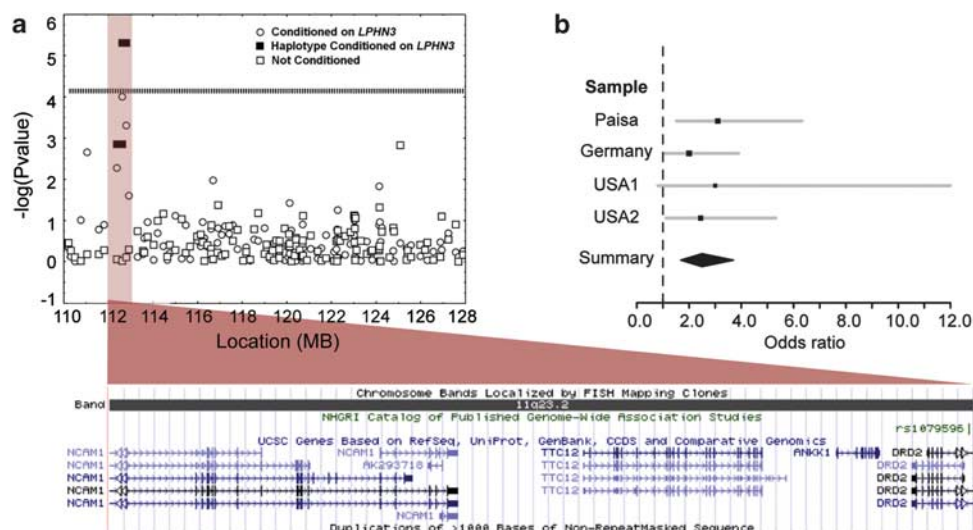 a
6
5
4
3
2
1
0
-1
-log(Pvalue)
Conditioned on LPHN3
Haplotype Conditioned on LPHN3
Not Conditioned
110 112 114 116 118 120 122 124 126 128
Location (MB)
b
Sample
Paisa
Germany
USA1
USA2
Summary
0.0 2.0 4.0 6.0 8.0 10.0 12.0
Odds ratio
Chromosome Bands Localized by FISH Mapping Clones
Band 11q23.2
NHGRI Catalog of Published Genome-Wide Association Studies
rs1079596
UCSC Genes Based on RefSeq, UniProt, GenBank, CCDS and Comparative Genomics
NCAM1 NCAM1 TTC12 ANKK1 DRD2
NCAM1 AK293718 TTC12 DRD2
NCAM1 TTC12 DRD2
NCAM1 TTC12 DRD2
NCAM1 DRD2
NCAM1
Duplications of >1000 Bases of Non-RepeatMasked Sequence